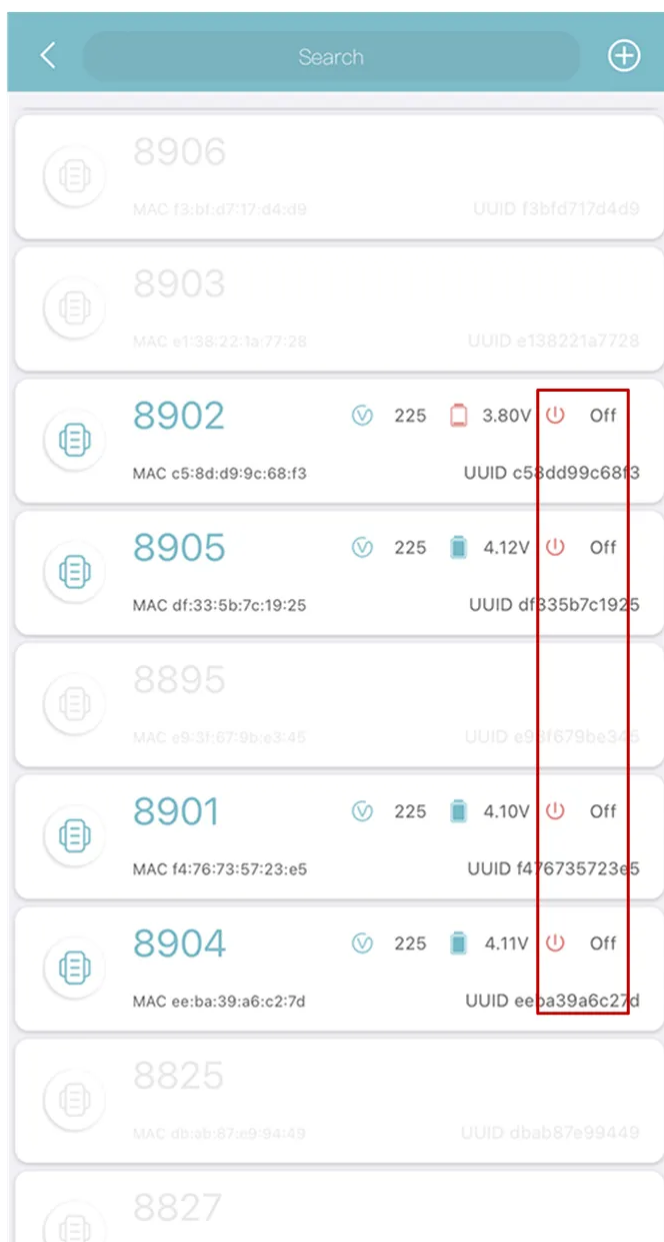 Search
8906
MAC f3:bf:d7:17:d4:d9 UUID f3bfd717d4d9
8903
MAC e1:38:22:1a:77:28 UUID e138221a7728
8902 225 3.80V Off
MAC c5:8d:d9:9c:68:f3 UUID c58dd99c68f3
8905 225 4.12V Off
MAC df:33:5b:7c:19:25 UUID df335b7c1925
8895
MAC e9:3f:67:9b:e3:45 UUID e93f679be345
8901 225 4.10V Off
MAC f4:76:73:57:23:e5 UUID f476735723e5
8904 225 4.11V Off
MAC ee:ba:39:a6:c2:7d UUID eeba39a6c27d
8825
MAC db:ab:87:e9:94:49 UUID dbab87e99449
8827